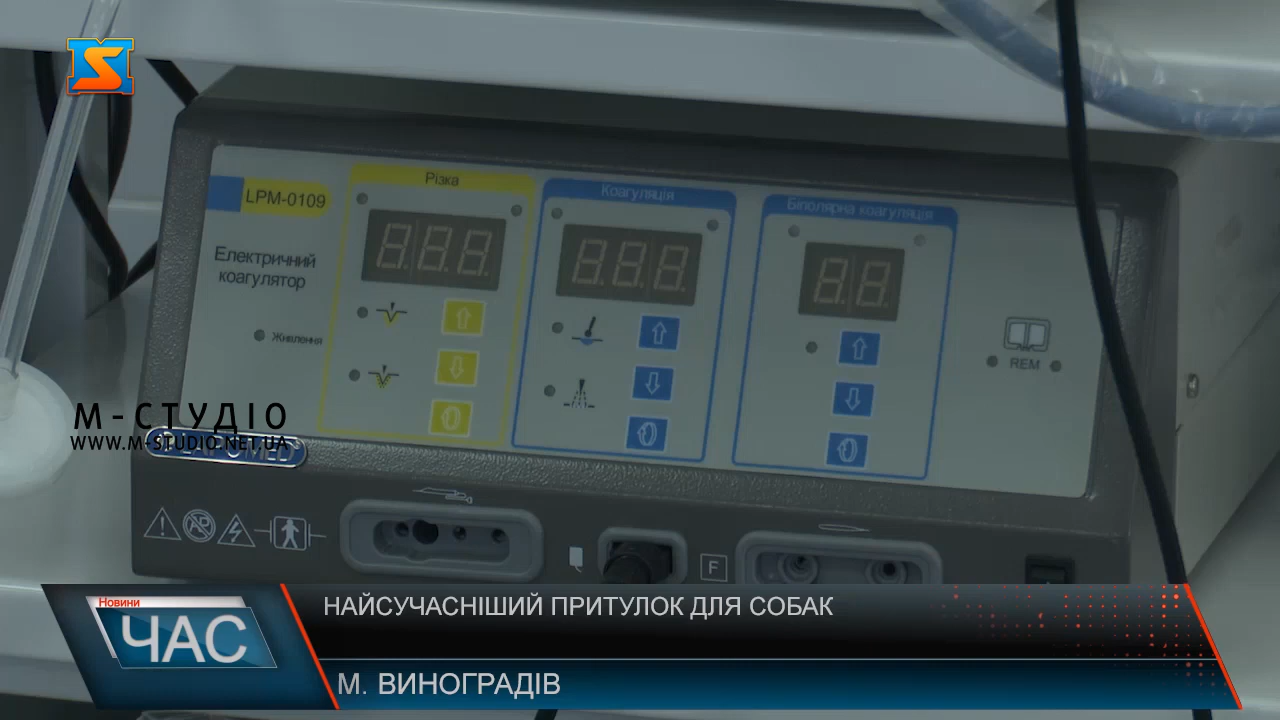 Різка
Коагуляція
Біполярна коагуляція
LPM-0109
Електричний
коагулятор
Живлення
REM
М-СТУДІО
WWW.M-STUDIO.NET.UA
F
Новини
ЧАС
НАЙСУЧАСНІШИЙ ПРИТУЛОК ДЛЯ СОБАК
М. ВИНОГРАДІВ